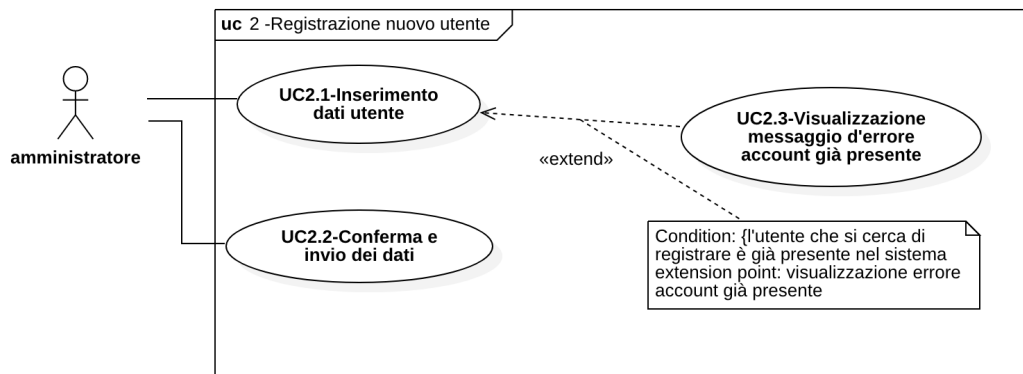 uc 2 -Registrazione nuovo utente
amministratore
UC2.1-Inserimento
dati utente
UC2.3-Visualizzazione
messaggio d'errore
account già presente
«extend»
UC2.2-Conferma e
invio dei dati
Condition: {l'utente che si cerca di
registrare è già presente nel sistema
extension point: visualizzazione errore
account già presente